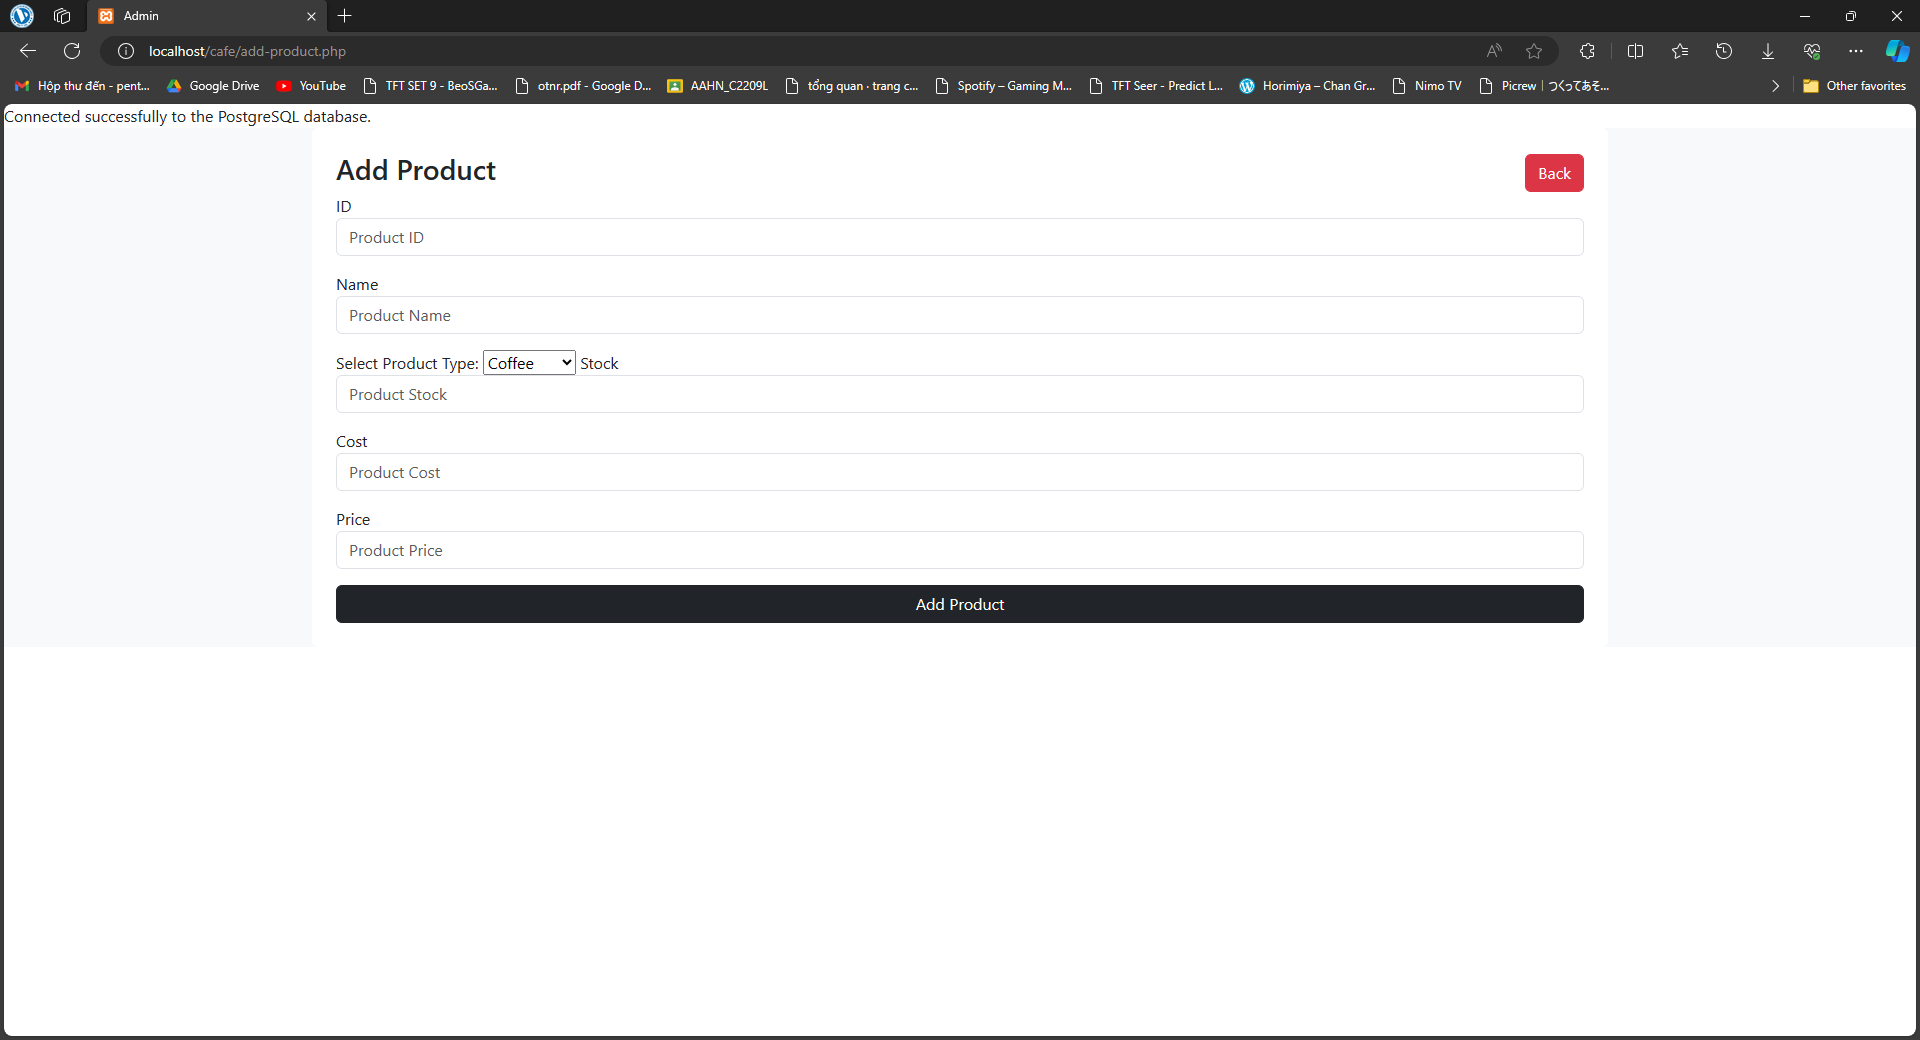 Admin
localhost/cafe/add-product.php
Hộp thư đến - pent...
Google Drive
YouTube
TFT SET 9 - BeoSGa...
otnr.pdf - Google D...
AAHN_C2209L
tổng quan · trang c...
Spotify – Gaming M...
TFT Seer - Predict L...
Horimiya – Chan Gr...
Nimo TV
Picrew | つくってあそ...
Other favorites
Connected successfully to the PostgreSQL database.
Add Product
Back
ID
Product ID
Name
Product Name
Select Product Type: Coffee Stock
Product Stock
Cost
Product Cost
Price
Product Price
Add Product